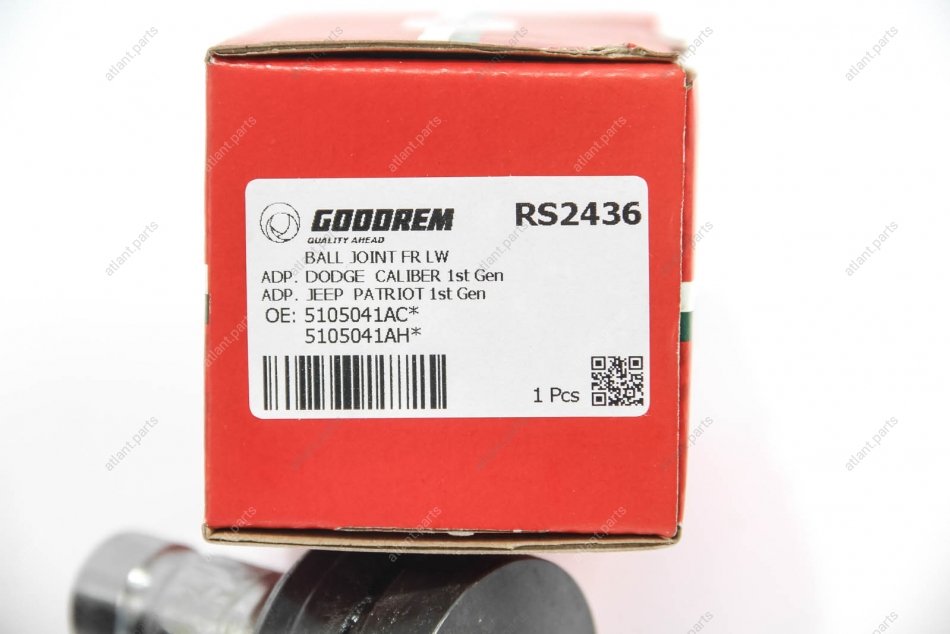 GOODREM
QUALITY AHEAD
RS2436
BALL JOINT FR LW
ADP. DODGE CALIBER 1st Gen
ADP. JEEP PATRIOT 1st Gen
OE: 5105041AC*
5105041AH*
1 Pcs
atlant.parts